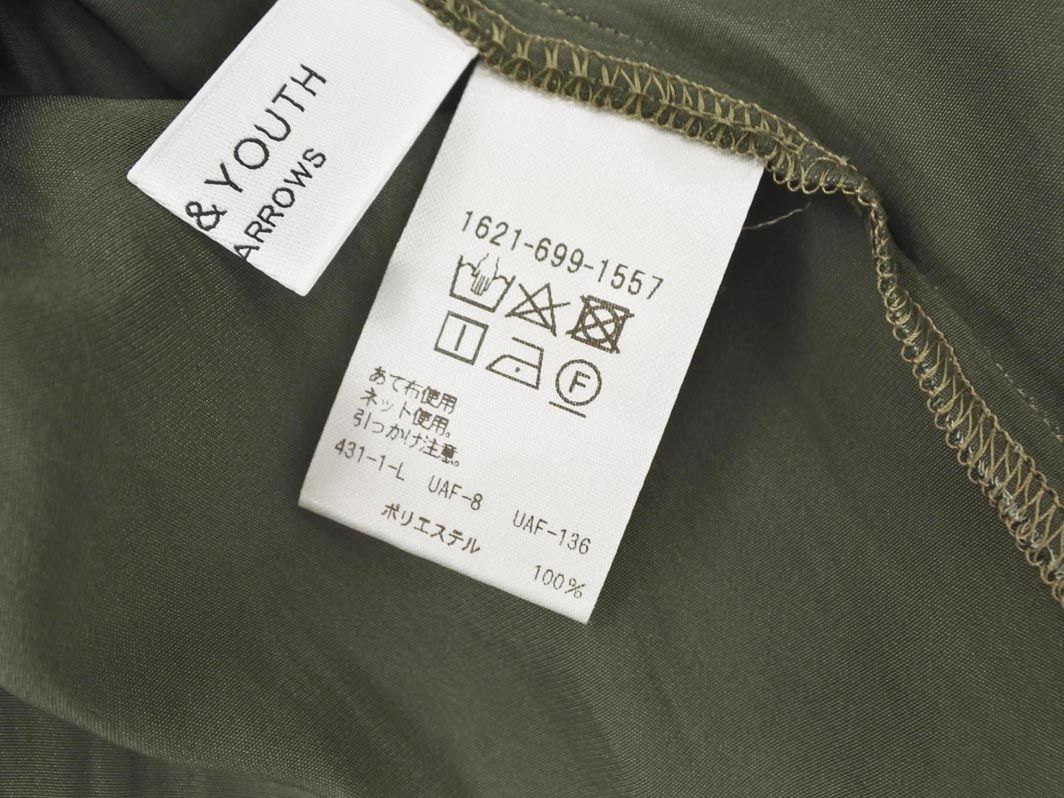 & YOUTH
ARROWS
1621-699-1557
F
あて布使用
ネット使用。
引っかけ注意。
431-1-L UAF-8 UAF-136
ポリエステル 100%